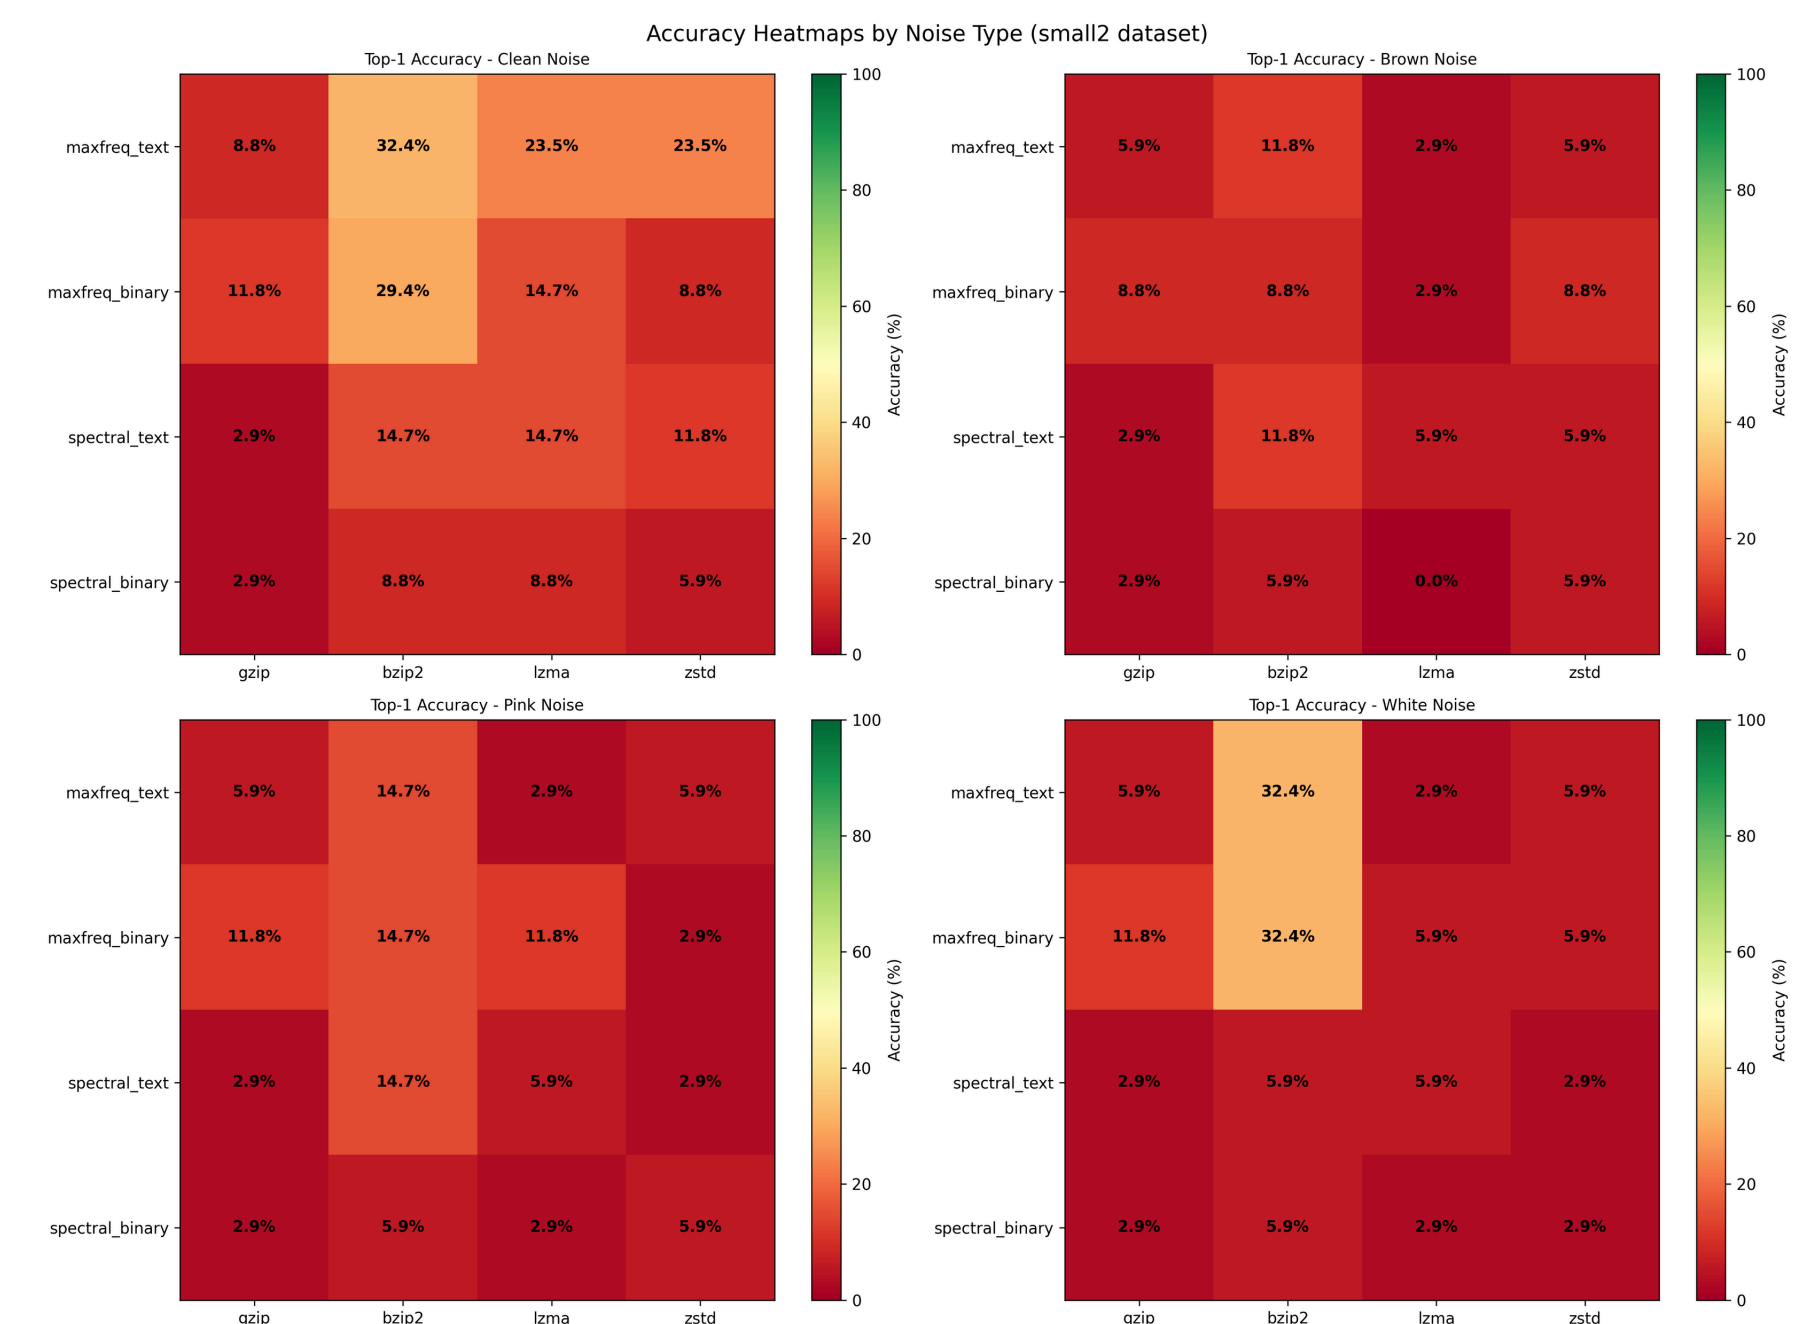 Accuracy Heatmaps by Noise Type (small2 dataset)
Top-1 Accuracy - Clean Noise
maxfreq_text
8.8% 32.4% 23.5% 23.5%
maxfreq_binary
11.8% 29.4% 14.7% 8.8%
spectral_text
2.9% 14.7% 14.7% 11.8%
spectral_binary
2.9% 8.8% 8.8% 5.9%
gzip bzip2 lzma zstd
100
80
60
40
20
0
Accuracy (%)
Top-1 Accuracy - Brown Noise
maxfreq_text
5.9% 11.8% 2.9% 5.9%
maxfreq_binary
8.8% 8.8% 2.9% 8.8%
spectral_text
2.9% 11.8% 5.9% 5.9%
spectral_binary
2.9% 5.9% 0.0% 5.9%
gzip bzip2 lzma zstd
100
80
60
40
20
0
Accuracy (%)
Top-1 Accuracy - Pink Noise
maxfreq_text
5.9% 14.7% 2.9% 5.9%
maxfreq_binary
11.8% 14.7% 11.8% 2.9%
spectral_text
2.9% 14.7% 5.9% 2.9%
spectral_binary
2.9% 5.9% 2.9% 5.9%
gzip bzip2 lzma zstd
100
80
60
40
20
0
Accuracy (%)
Top-1 Accuracy - White Noise
maxfreq_text
5.9% 32.4% 2.9% 5.9%
maxfreq_binary
11.8% 32.4% 5.9% 5.9%
spectral_text
2.9% 5.9% 5.9% 2.9%
spectral_binary
2.9% 5.9% 2.9% 2.9%
gzip bzip2 lzma zstd
100
80
60
40
20
0
Accuracy (%)